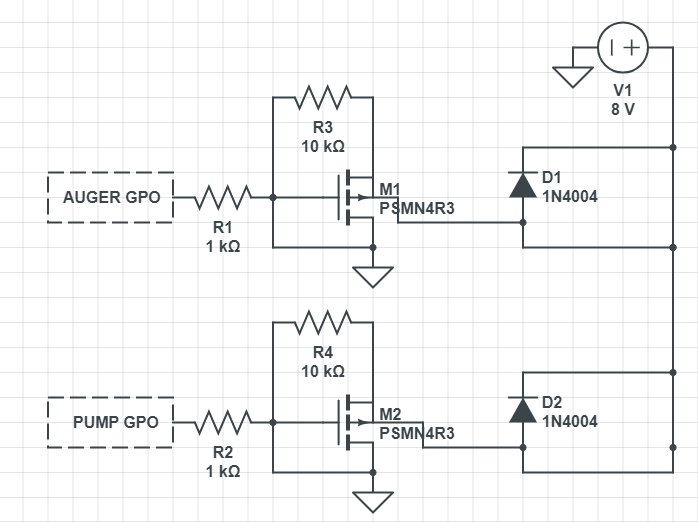 V1
8 V
R3
10 kΩ
D1
1N4004
AUGER GPO
M1
PSMN4R3
R1
1 kΩ
R4
10 kΩ
D2
1N4004
PUMP GPO
M2
PSMN4R3
R2
1 kΩ